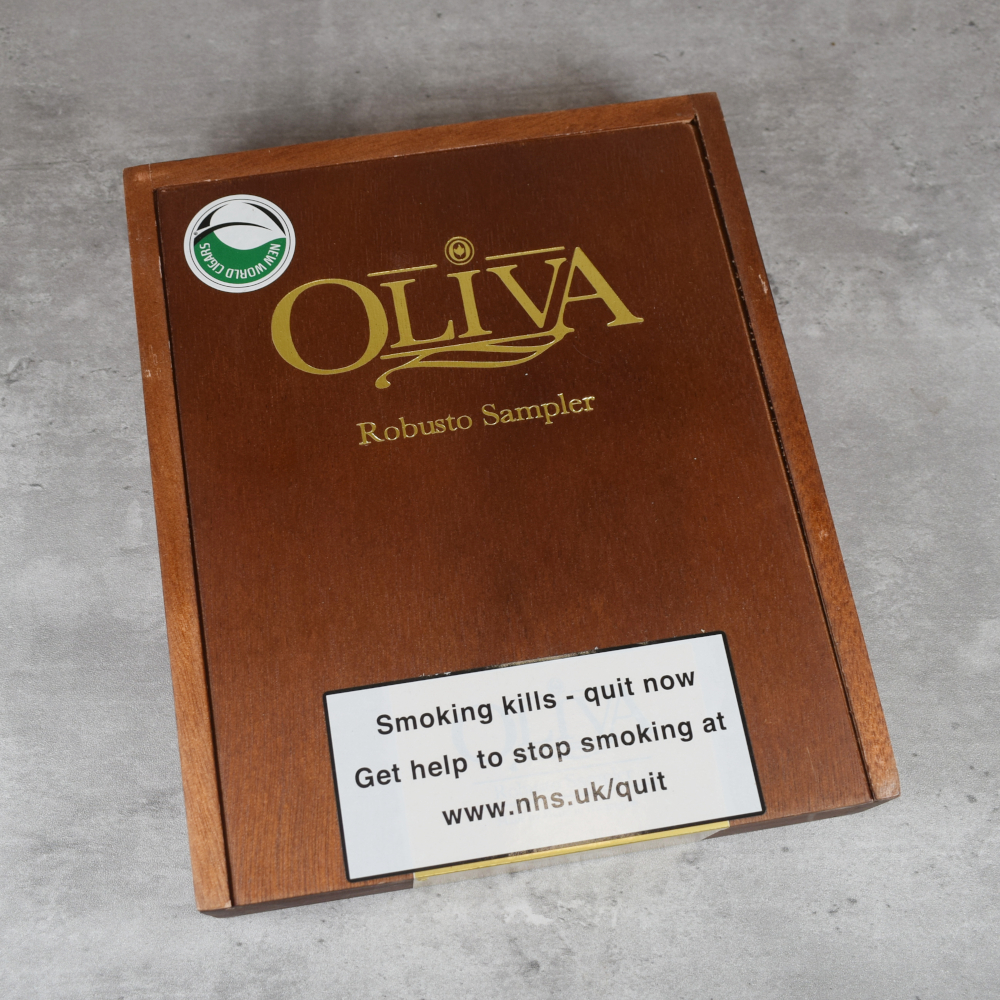 NEW WORLD CIGARS
OLIVA
Robusto Sampler
Smoking kills - quit now
Get help to stop smoking at
www.nhs.uk/quit